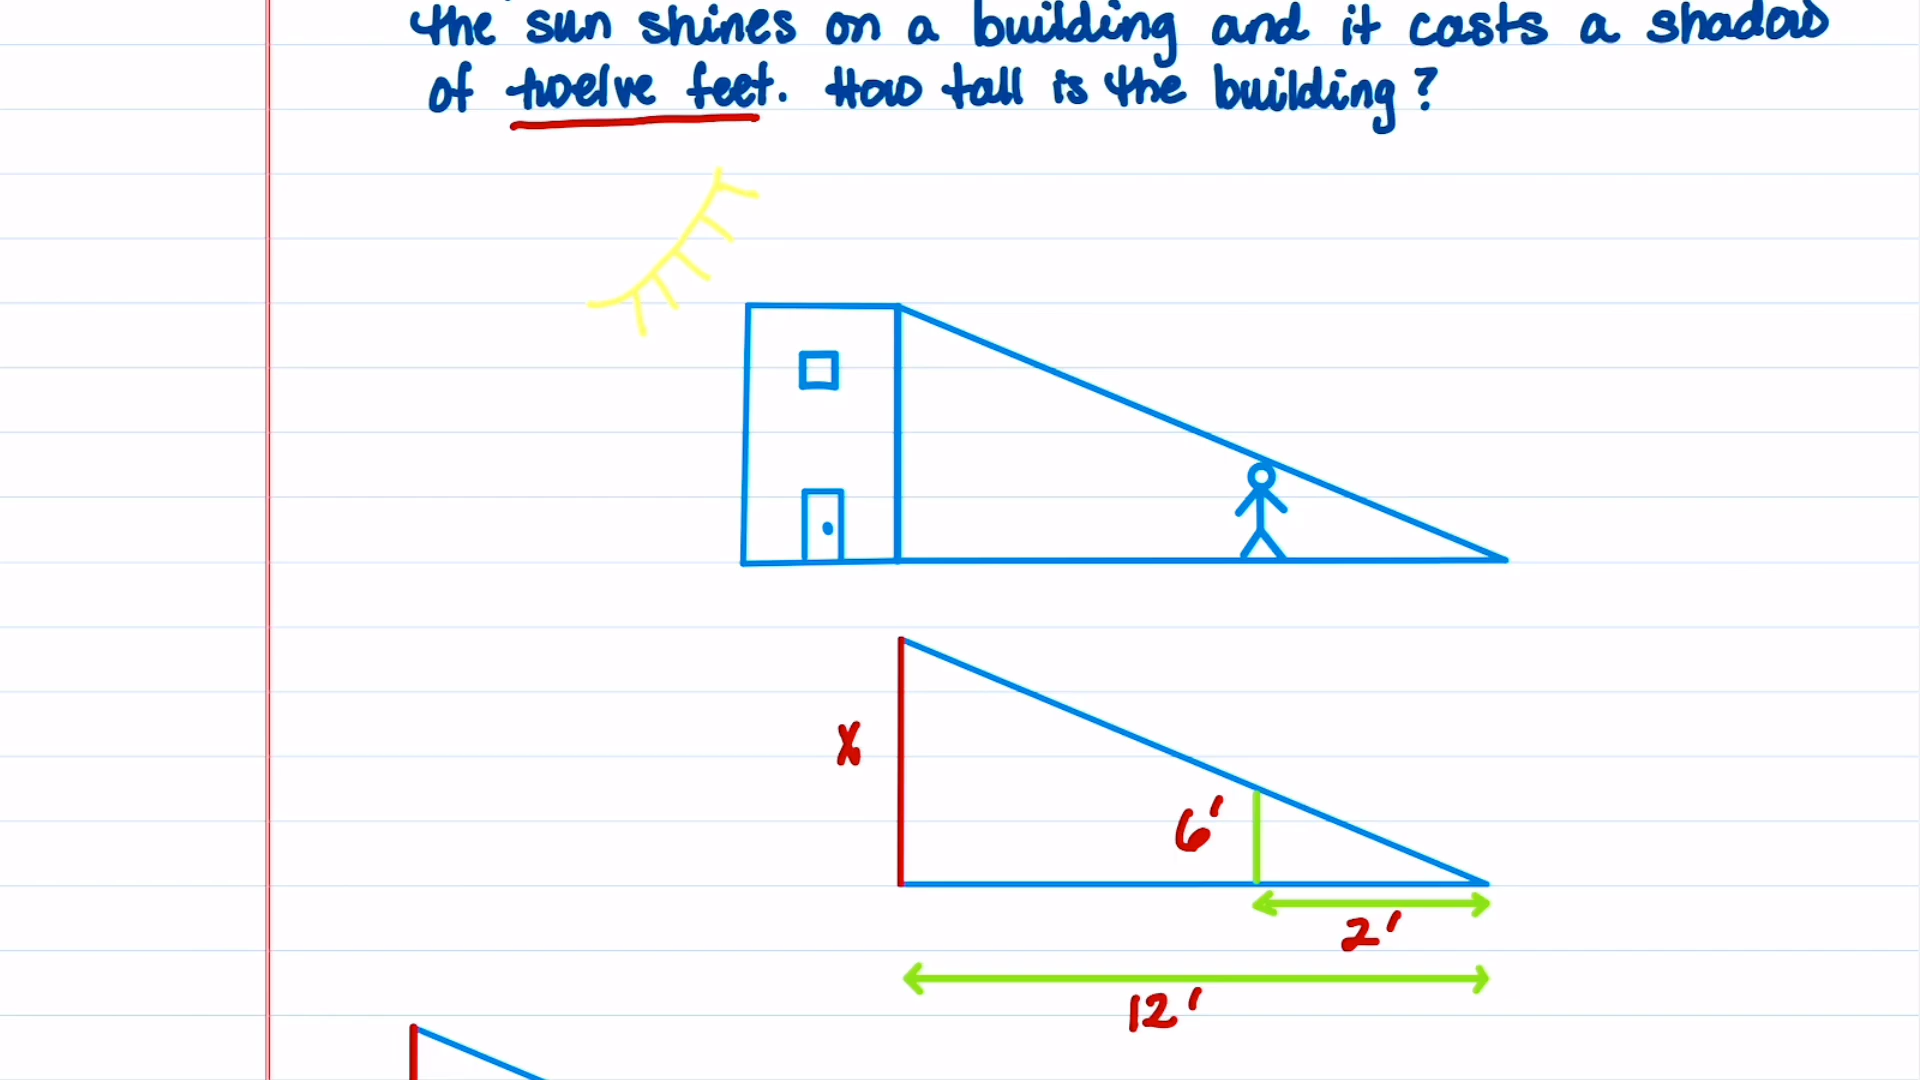 the sun shines on a building and it casts a shadow
of twelve feet. How tall is the building?
x
6'
2'
12'